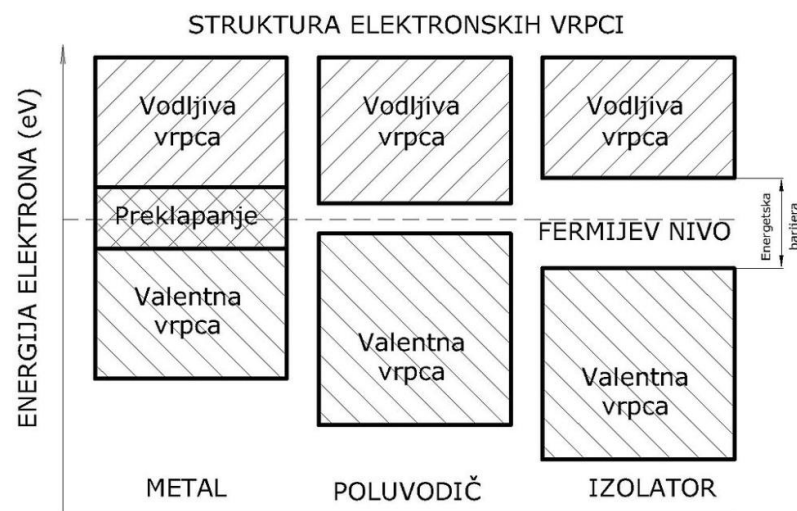 STRUKTURA ELEKTRONSKIH VRPCI
ENERGIJA ELEKTRONA (eV)
Vodljiva
vrpca
Preklapanje
Valentna
vrpca
METAL
Vodljiva
vrpca
Valentna
vrpca
POLUVODIČ
Vodljiva
vrpca
FERMIJEV NIVO
Energetska
barijera
Valentna
vrpca
IZOLATOR